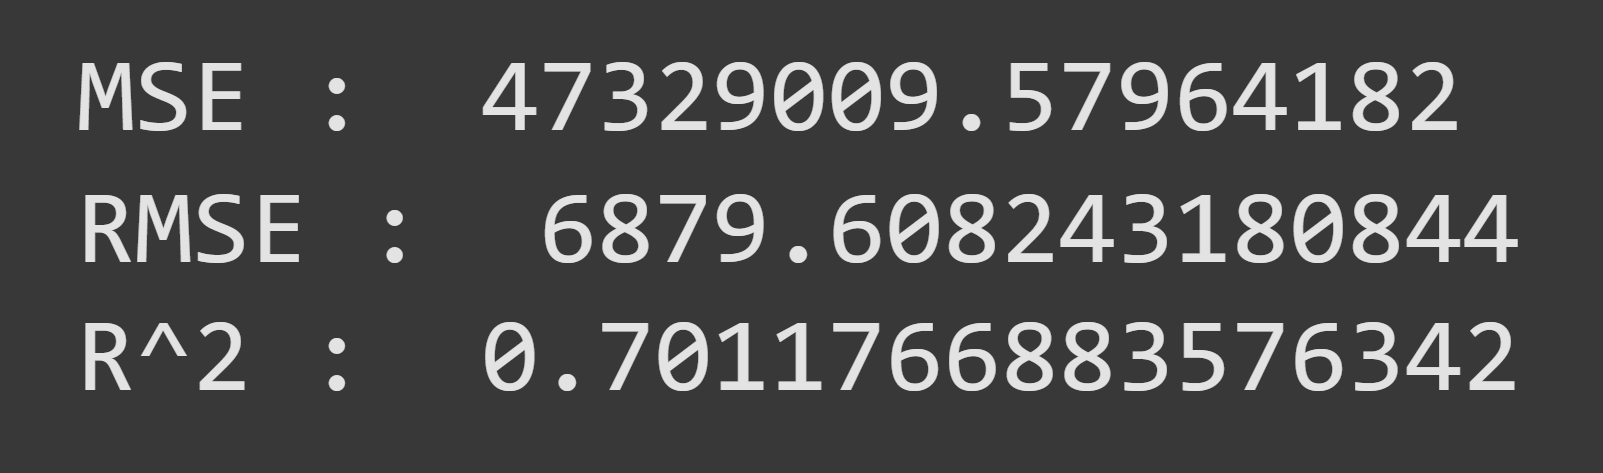 MSE :  47329009.57964182
RMSE :  6879.608243180844
R^2 :  0.7011766883576342